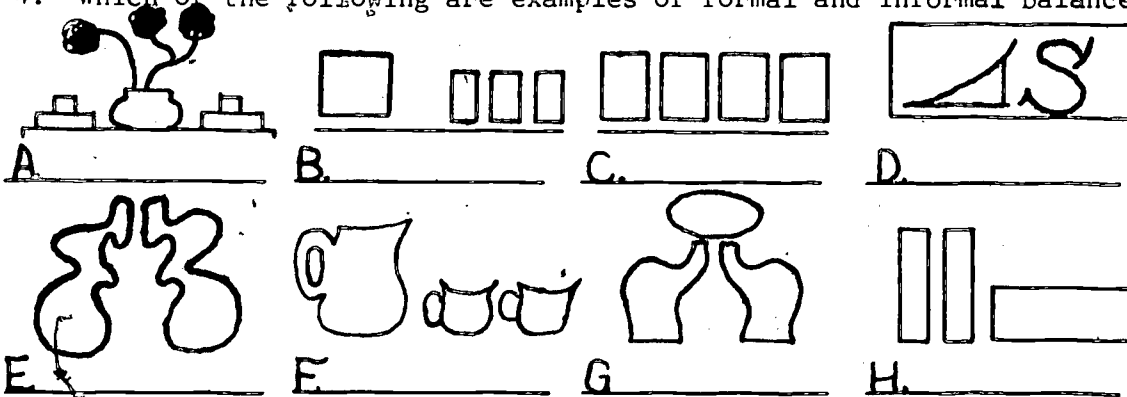 which of the following are examples of formal and informal balance
A. B. C. D.
E. F. G H.